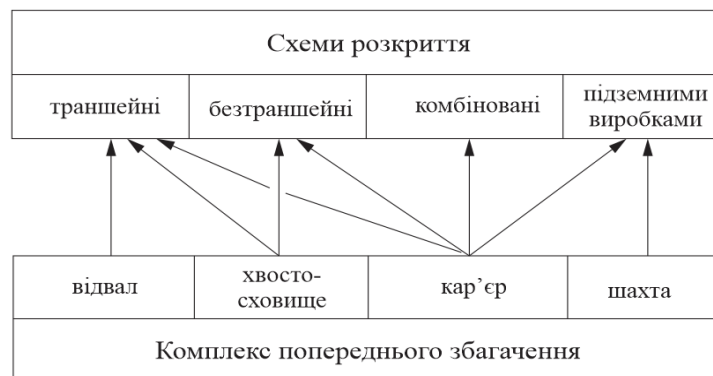 Схеми розкриття
траншейні
безтраншейні
комбіновані
підземними
виробками
відвал
хвосто-
сховище
кар’єр
шахта
Комплекс попереднього збагачення